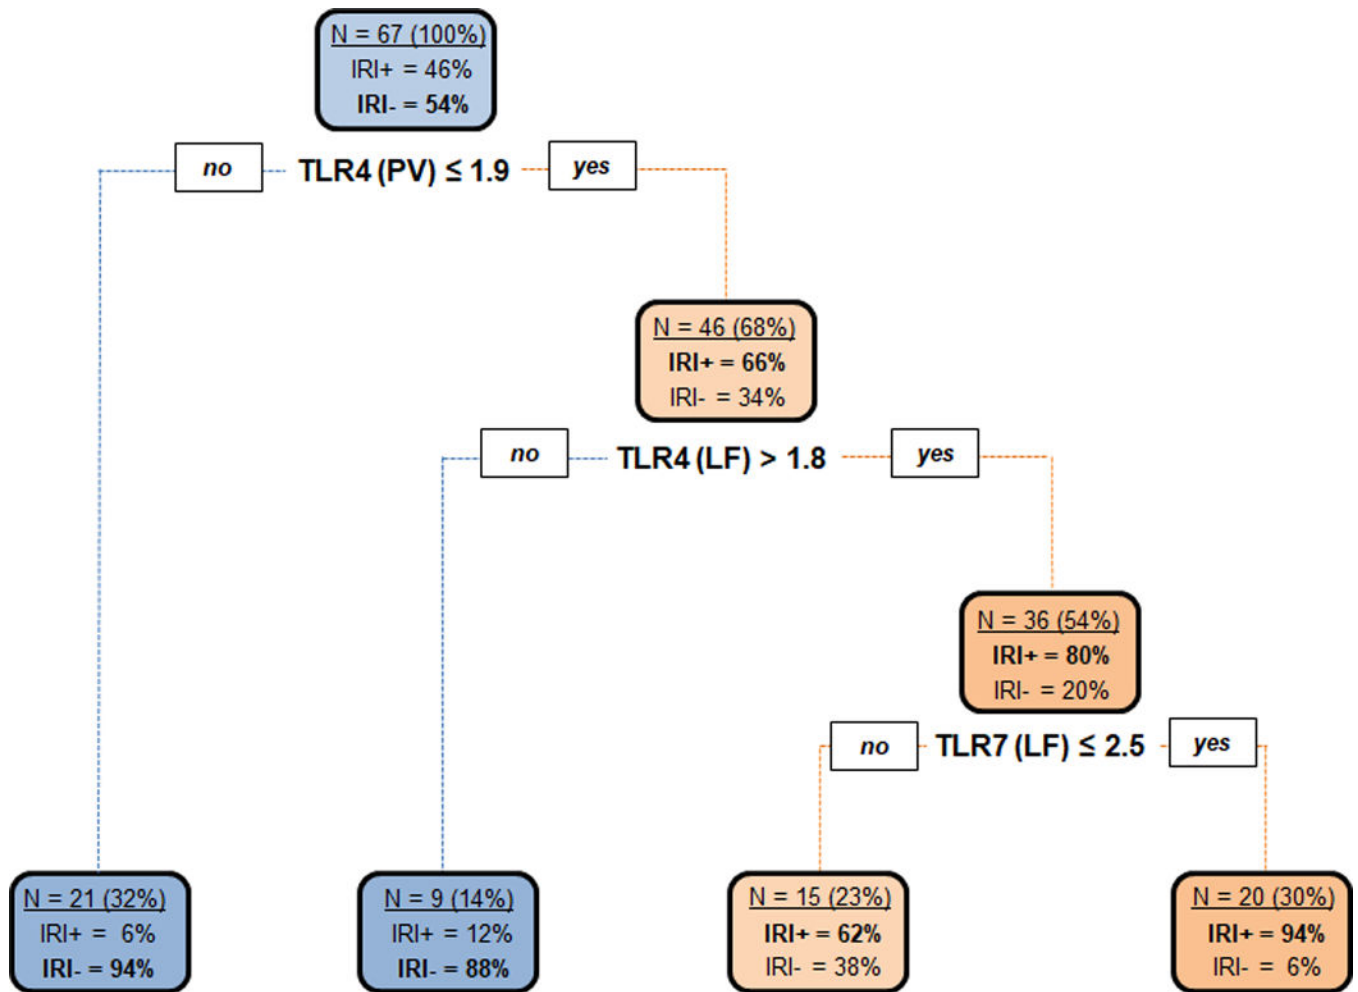 N = 67 (100%)
IRI+ = 46%
IRI- = 54%
no
TLR4 (PV) ≤ 1.9
yes
N = 46 (68%)
IRI+ = 66%
IRI- = 34%
no
TLR4 (LF) > 1.8
yes
N = 36 (54%)
IRI+ = 80%
IRI- = 20%
no
TLR7 (LF) ≤ 2.5
yes
N = 21 (32%)
IRI+ = 6%
IRI- = 94%
N = 9 (14%)
IRI+ = 12%
IRI- = 88%
N = 15 (23%)
IRI+ = 62%
IRI- = 38%
N = 20 (30%)
IRI+ = 94%
IRI- = 6%